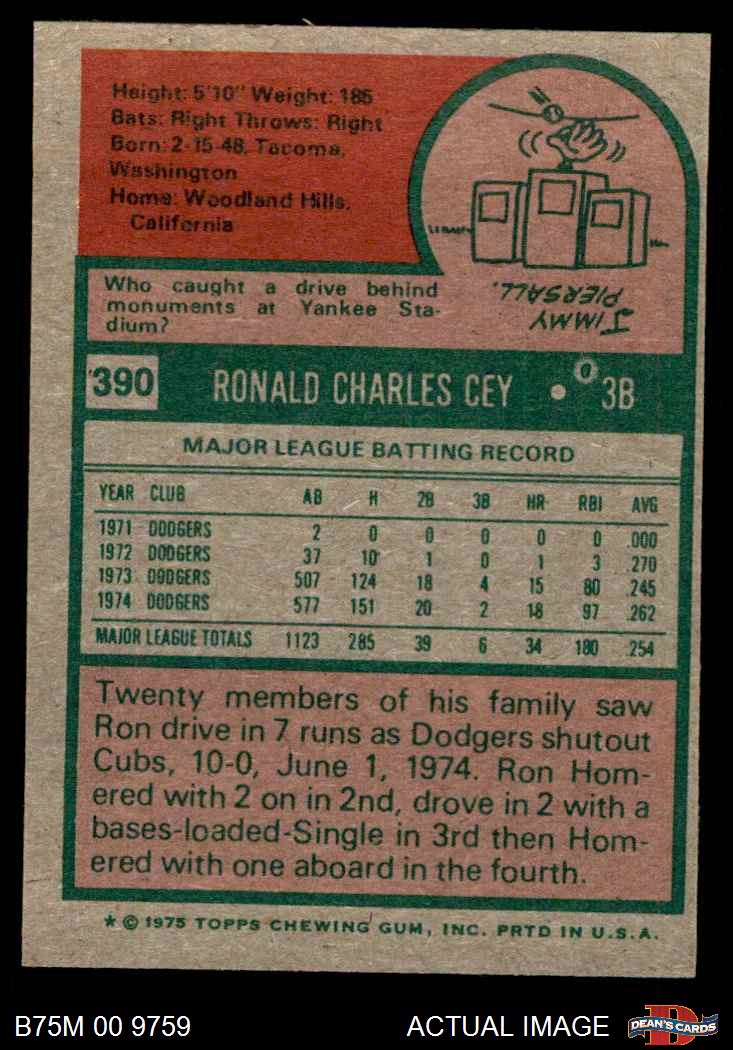 Height: 5'10" Weight: 185
Bats: Right Throws: Right
Born: 2-15-48, Tacoma,
Washington
Home: Woodland Hills,
California
Who caught a drive behind
monuments at Yankee Sta-
dium?
JIMMY
PIERSALL.
390 RONALD CHARLES CEY • 3B
MAJOR LEAGUE BATTING RECORD
YEAR CLUB AB H 2B 3B HR RBI AVG
1971 DODGERS 2 0 0 0 0 0 .000
1972 DODGERS 37 10 1 0 1 3 .270
1973 DODGERS 507 124 18 4 15 80 .245
1974 DODGERS 577 151 20 2 18 97 .262
MAJOR LEAGUE TOTALS 1123 285 39 6 34 180 .254
Twenty members of his family saw
Ron drive in 7 runs as Dodgers shutout
Cubs, 10-0, June 1, 1974. Ron Hom-
ered with 2 on in 2nd, drove in 2 with a
bases-loaded-Single in 3rd then Hom-
ered with one aboard in the fourth.
* © 1975 TOPPS CHEWING GUM, INC. PRTD IN U.S.A.
B75M 00 9759 ACTUAL IMAGE
D
DEAN'S CARDS